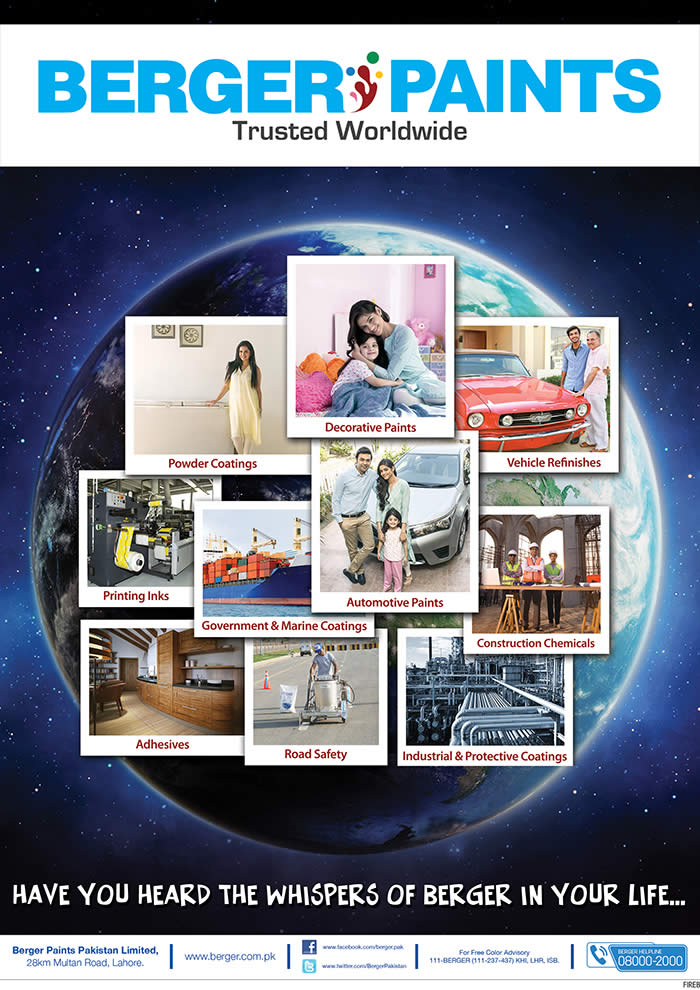 BERGER PAINTS
Trusted Worldwide
Decorative Paints
Powder Coatings
Vehicle Refinishes
Printing Inks
Government & Marine Coatings
Automotive Paints
Construction Chemicals
Adhesives
Road Safety
Industrial & Protective Coatings
HAVE YOU HEARD THE WHISPERS OF BERGER IN YOUR LIFE...
Berger Paints Pakistan Limited,
28km Multan Road, Lahore.
www.berger.com.pk
www.facebook.com/berger.pak
www.twitter.com/BergerPakistan
For Free Color Advisory
111-BERGER (111-237-437) KHI, LHR, ISB.
BERGER HELPLINE
08000-2000